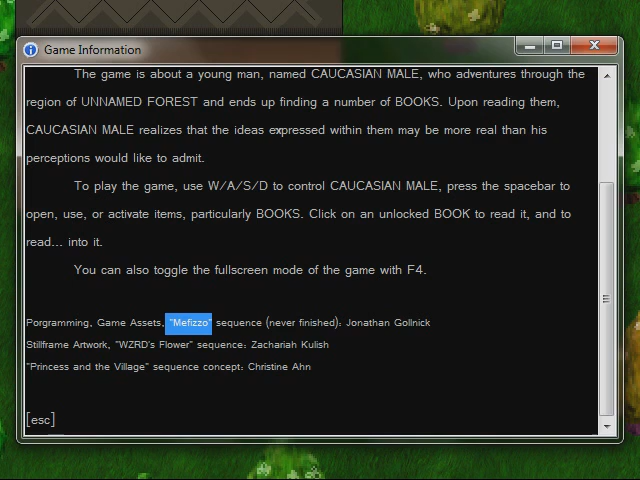 Game Information
The game is about a young man, named CAUCASIAN MALE, who adventures through the
region of UNNAMED FOREST and ends up finding a number of BOOKS. Upon reading them,
CAUCASIAN MALE realizes that the ideas expressed within them may be more real than his
perceptions would like to admit.
To play the game, use W/A/S/D to control CAUCASIAN MALE, press the spacebar to
open, use, or activate items, particularly BOOKS. Click on an unlocked BOOK to read it, and to
read... into it.
You can also toggle the fullscreen mode of the game with F4.
Porgramming, Game Assets, "Mefizzo" sequence (never finished): Jonathan Gollnick
Stillframe Artwork, "WZRD's Flower" sequence: Zachariah Kulish
"Princess and the Village" sequence concept: Christine Ahn
[esc]